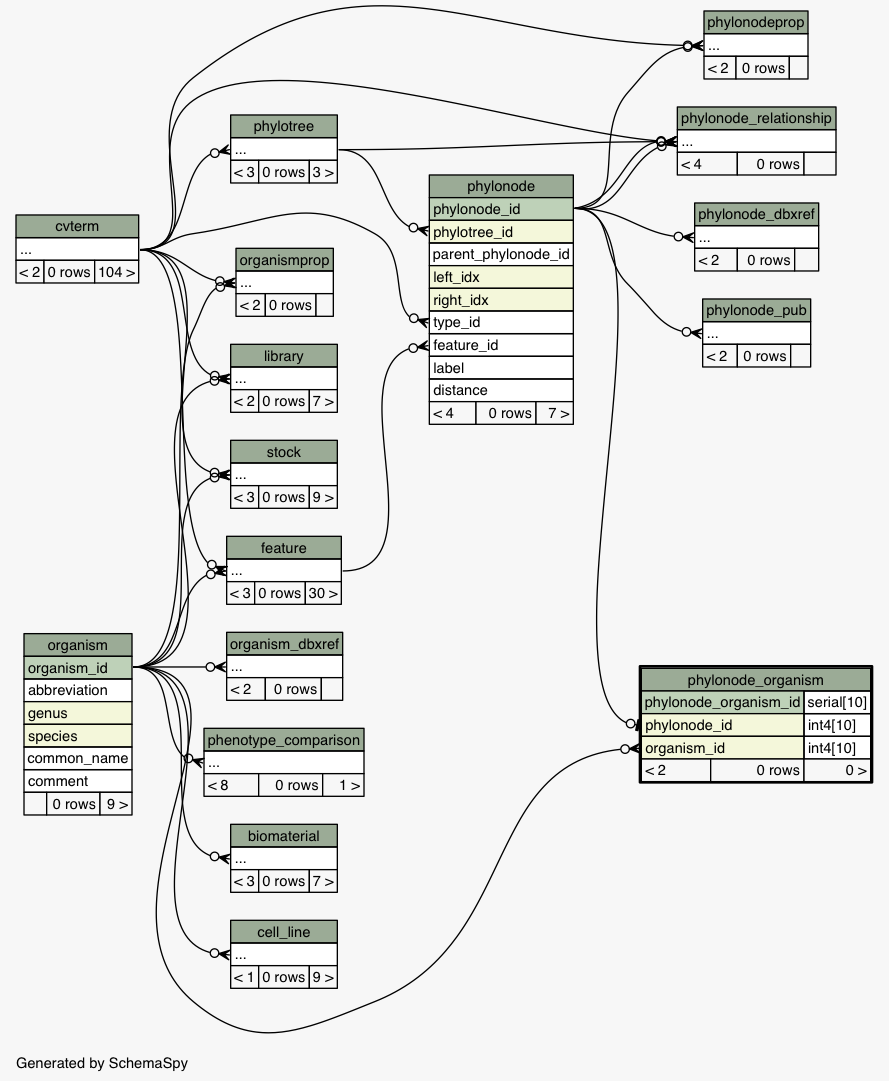 phylonodeprop
...
< 2 0 rows
phylonode_relationship
...
< 4 0 rows
phylotree
...
< 3 0 rows 3 >
phylonode
phylonode_id
phylotree_id
parent_phylonode_id
left_idx
right_idx
type_id
feature_id
label
distance
< 4 0 rows 7 >
phylonode_dbxref
...
< 2 0 rows
cvterm
...
< 2 0 rows 104 >
organismprop
...
< 2 0 rows
phylonode_pub
...
< 2 0 rows
library
...
< 2 0 rows 7 >
stock
...
< 3 0 rows 9 >
feature
...
< 3 0 rows 30 >
organism
organism_id
abbreviation
genus
species
common_name
comment
0 rows 9 >
organism_dbxref
...
< 2 0 rows
phylonode_organism
phylonode_organism_id serial[10]
phylonode_id int4[10]
organism_id int4[10]
< 2 0 rows 0 >
phenotype_comparison
...
< 8 0 rows 1 >
biomaterial
...
< 3 0 rows 7 >
cell_line
...
< 1 0 rows 9 >
Generated by SchemaSpy